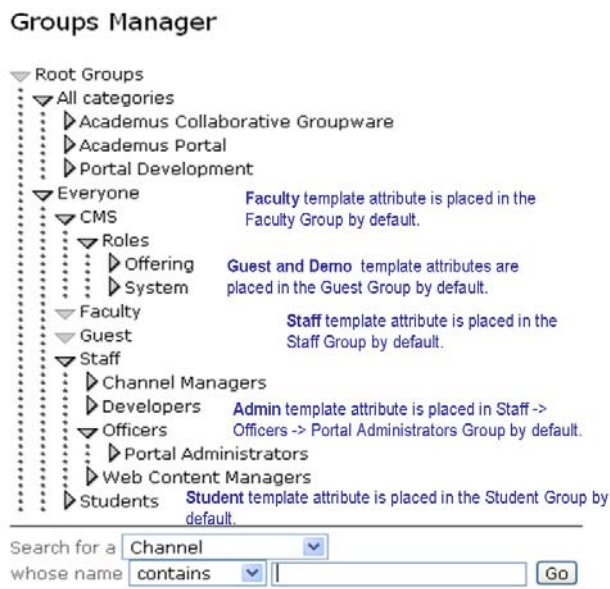 Groups Manager
Root Groups
All categories
Academus Collaborative Groupware
Academus Portal
Portal Development
Everyone
Faculty template attribute is placed in the
Faculty Group by default.
CMS
Roles
Offering
System
Guest and Demo template attributes are
placed in the Guest Group by default.
Faculty
Guest
Staff template attribute is placed in the
Staff Group by default.
Staff
Channel Managers
Developers
Officers
Admin template attribute is placed in Staff ->
Officers -> Portal Administrators Group by default.
Portal Administrators
Web Content Managers
Students
Student template attribute is placed in the Student Group by
default.
Search for a Channel
whose name contains Go